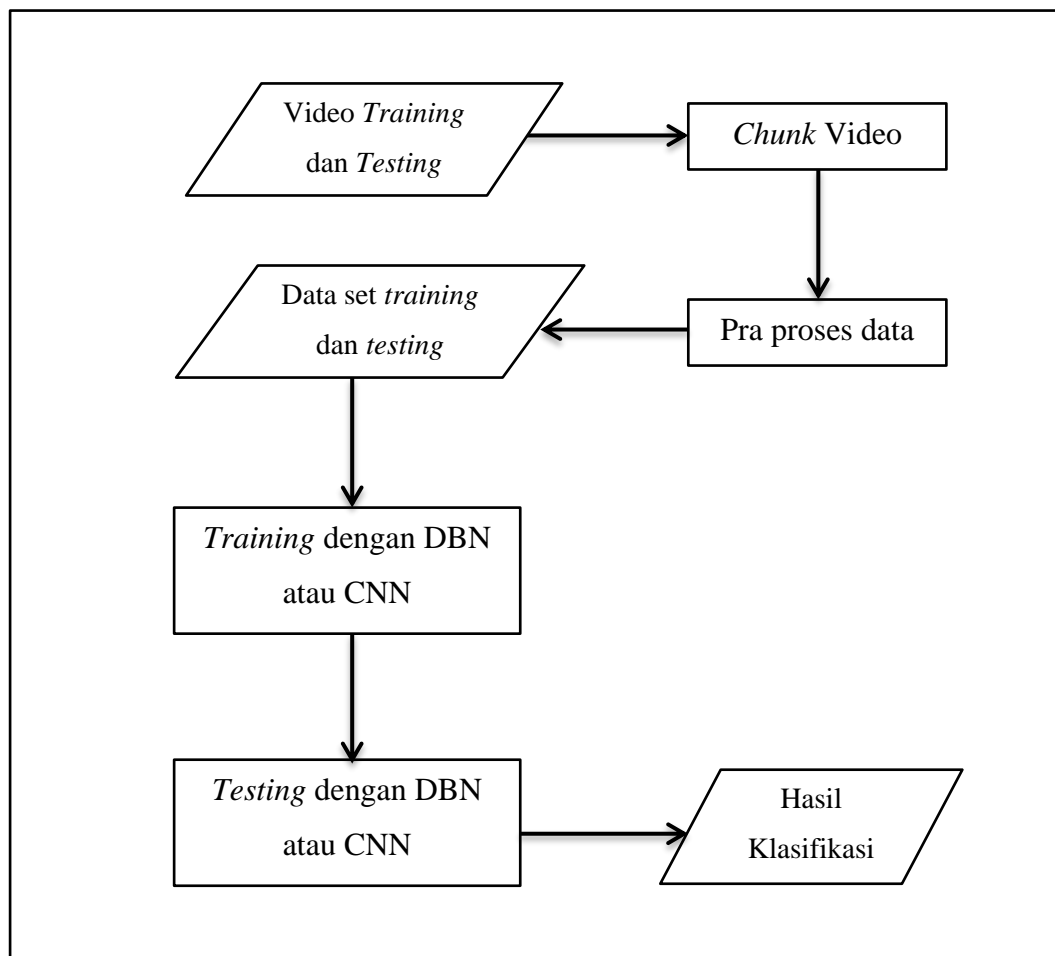 Video Training
dan Testing
Chunk Video
Pra proses data
Data set training
dan testing
Training dengan DBN
atau CNN
Testing dengan DBN
atau CNN
Hasil
Klasifikasi